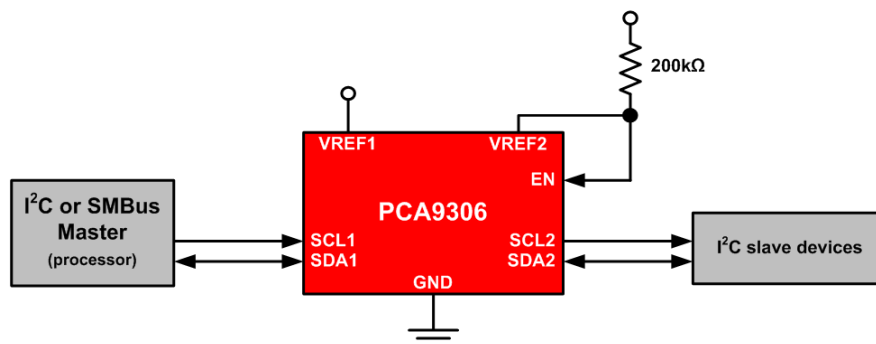 200kΩ
VREF1
VREF2
EN
I²C or SMBus
Master
(processor)
PCA9306
SCL1
SCL2
SDA1
SDA2
I²C slave devices
GND